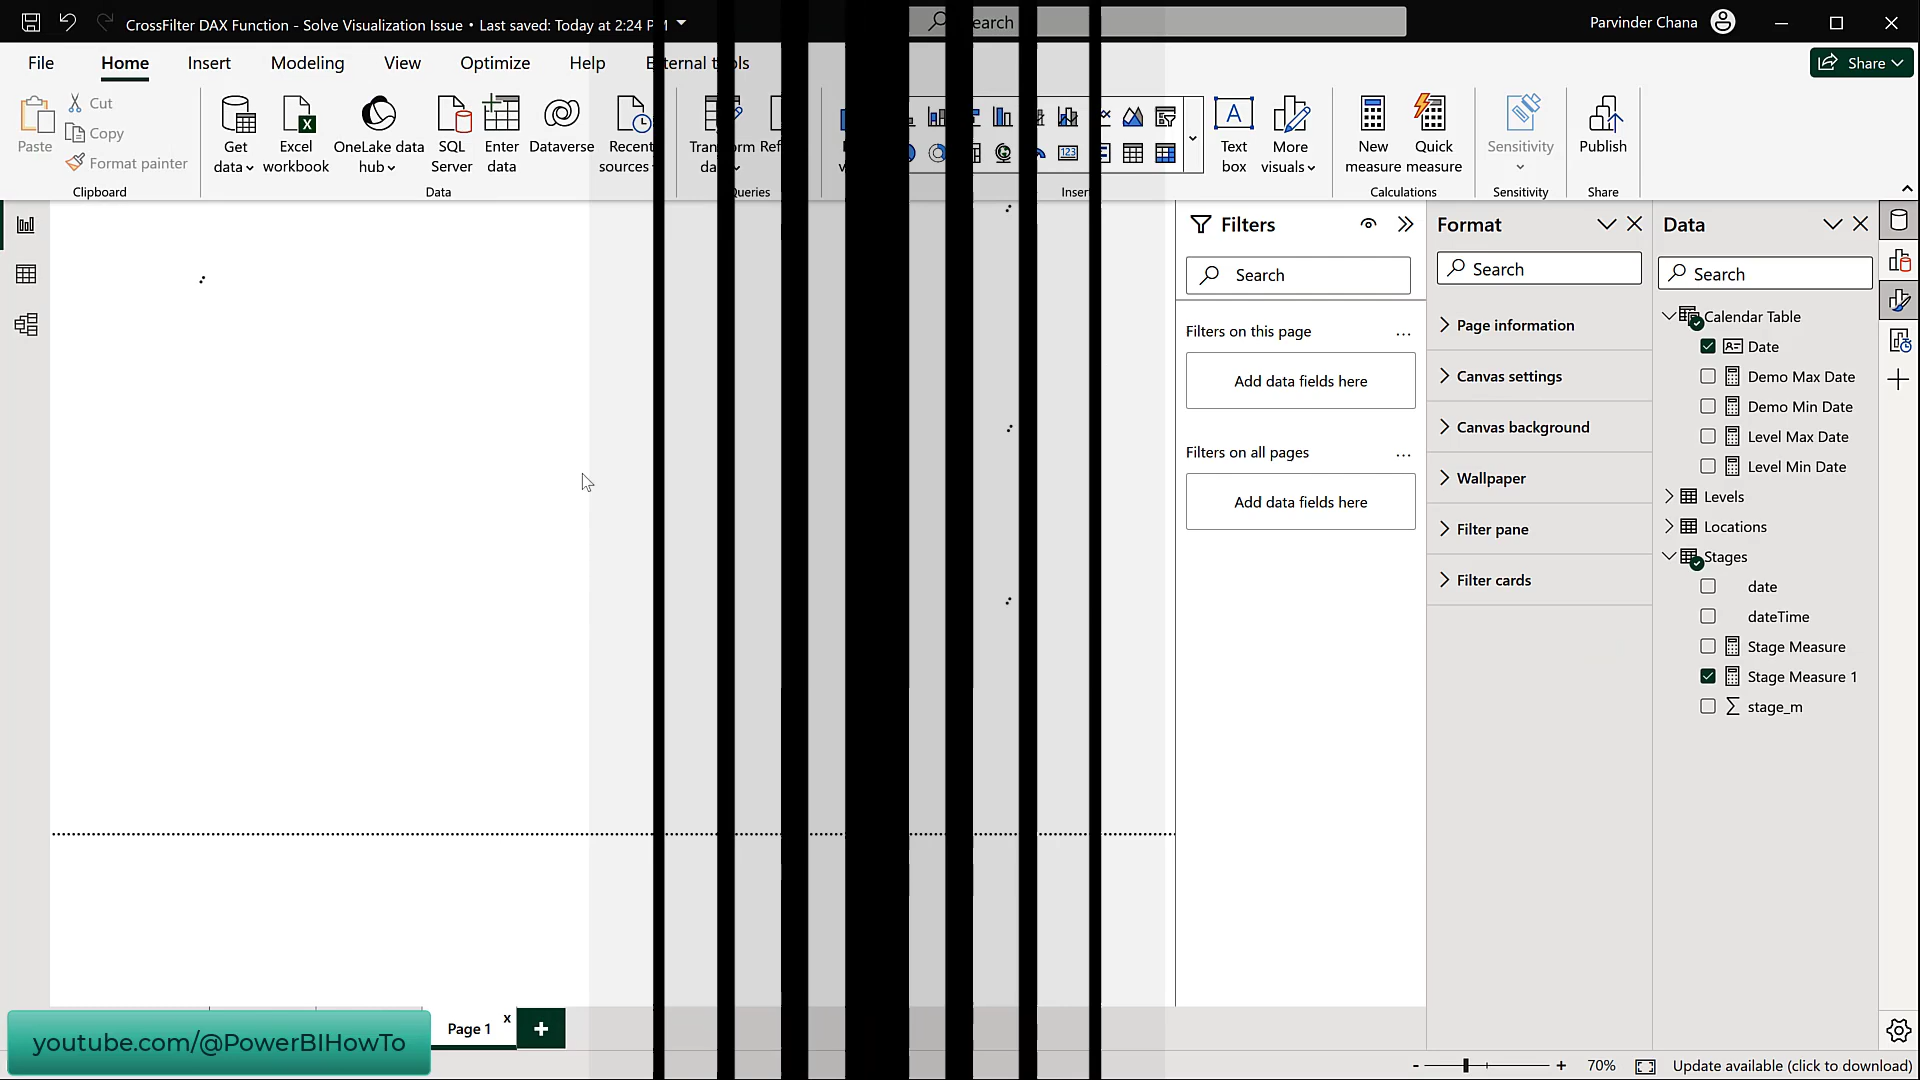 CrossFilter DAX Function - Solve Visualization Issue • Last saved: Today at 2:24 PM
Parvinder Chana
File
Home
Insert
Modeling
View
Optimize
Help
Share
Paste
Cut
Copy
Format painter
Clipboard
Get data
Excel workbook
OneLake data hub
SQL Server
Enter data
Dataverse
Recent sources
Data
Text box
More visuals
New measure
Quick measure
Calculations
Sensitivity
Sensitivity
Publish
Share
Filters
Search
Filters on this page
Add data fields here
Filters on all pages
Add data fields here
Format
Search
Page information
Canvas settings
Canvas background
Wallpaper
Filter pane
Filter cards
Data
Search
Calendar Table
Date
Demo Max Date
Demo Min Date
Level Max Date
Level Min Date
Levels
Locations
Stages
date
dateTime
Stage Measure
Stage Measure 1
stage_m
youtube.com/@PowerBIHowTo
Page 1
70%
Update available (click to download)